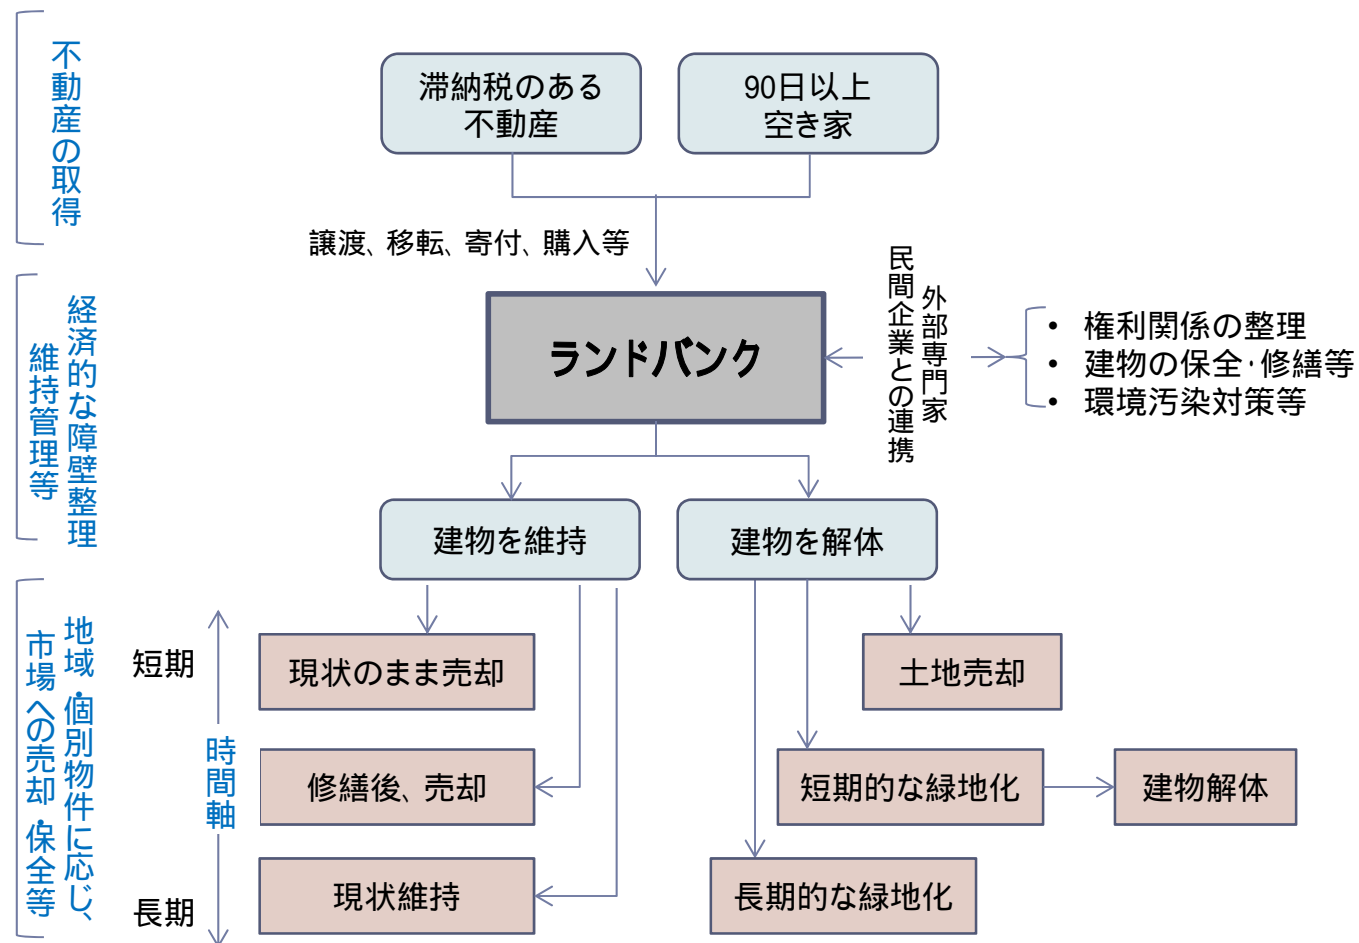 不動産の取得
滞納税のある
不動産
90日以上
空き家
譲渡、移転、寄付、購入等
経済的な障壁整理
維持管理等
ランドバンク
外部専門家
民間企業との連携
• 権利関係の整理
• 建物の保全・修繕等
• 環境汚染対策等
建物を維持
建物を解体
地域・個別物件に応じ、
市場への売却・保全等
短期
時間軸
長期
現状のまま売却
土地売却
修繕後、売却
短期的な緑地化
建物解体
現状維持
長期的な緑地化